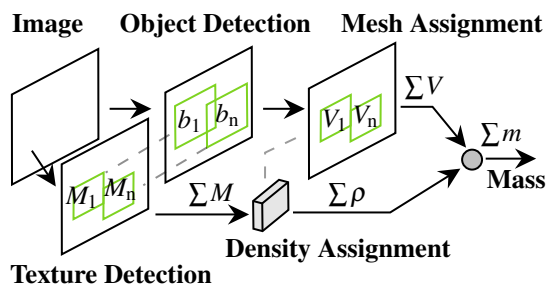 Image
Object Detection
Mesh Assignment
b₁
bₙ
V₁
Vₙ
∑V
M₁
Mₙ
∑M
∑ρ
∑m
Mass
Density Assignment
Texture Detection